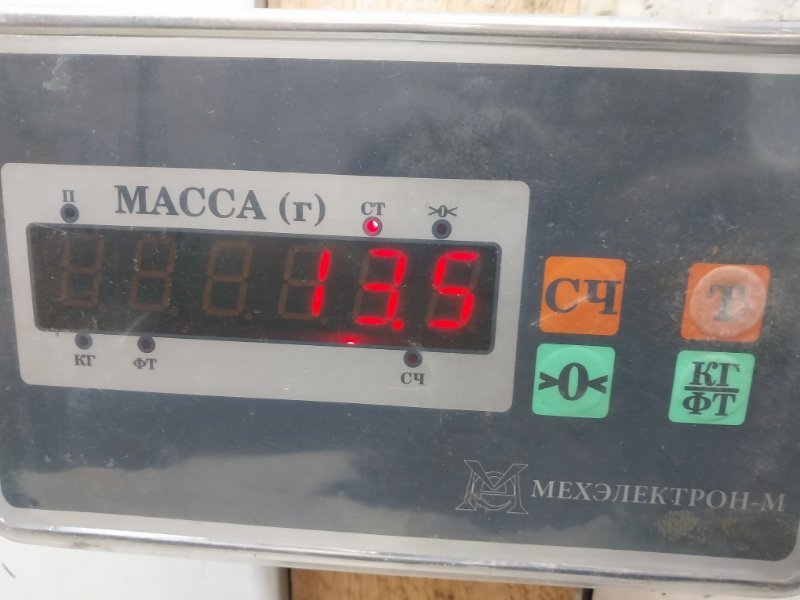 П МАССА (г) СТ >0<
13.5
КГ ФТ СЧ
СЧ Т
>0< КГ
ФТ
МЕХЭЛЕКТРОН-М